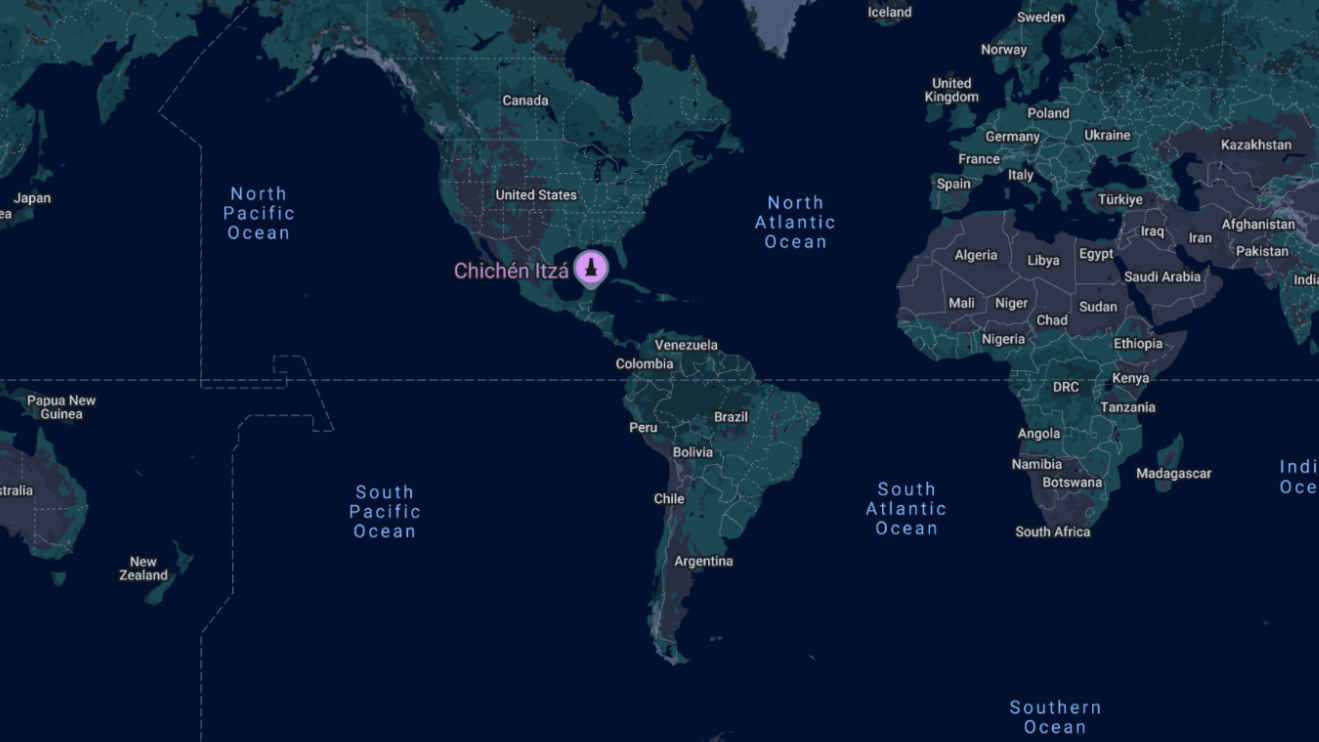 Iceland
Sweden
Norway
United
Kingdom
Canada
Poland
Germany
Ukraine
France
Kazakhstan
Italy
Spain
Japan
ea
United States
Türkiye
North
Pacific
Ocean
North
Atlantic
Ocean
Afghanistan
Iraq
Iran
Pakistan
Algeria
Libya
Egypt
Chichén Itzá
Saudi Arabia
India
Mali
Niger
Sudan
Chad
Nigeria
Ethiopia
Venezuela
Colombia
DRC
Kenya
Papua New
Guinea
Tanzania
Brazil
Peru
Angola
Bolivia
Namibia
Botswana
Madagascar
Indi
Oce
stralia
Chile
South
Pacific
Ocean
South
Atlantic
Ocean
South Africa
New
Zealand
Argentina
Southern
Ocean